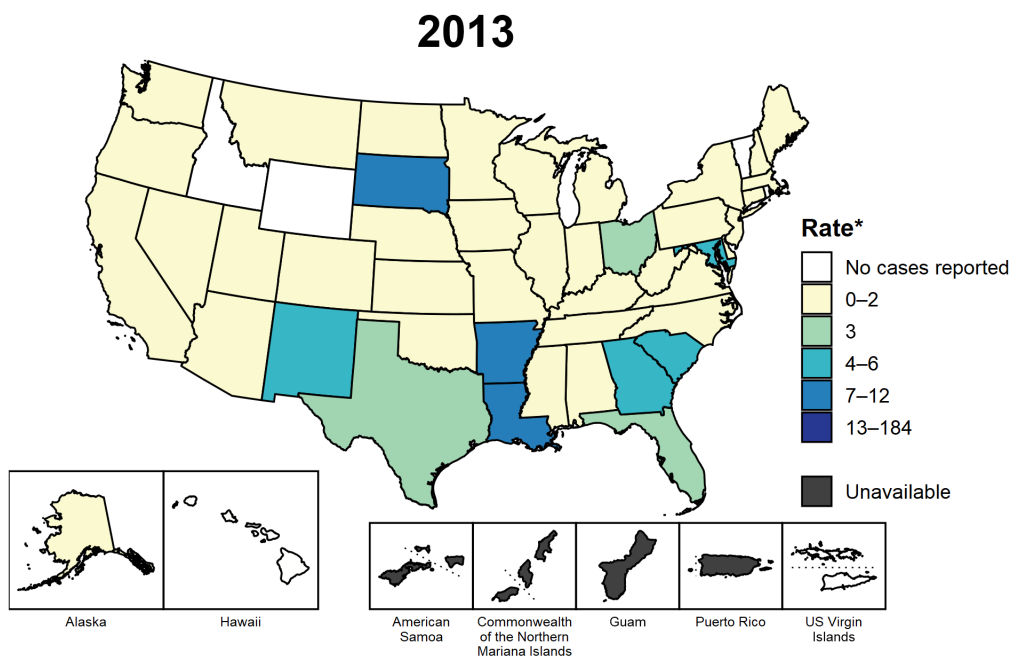 2013
Rate*
No cases reported
0–2
3
4–6
7–12
13–184
Unavailable
Alaska
Hawaii
American
Samoa
Commonwealth
of the Northern
Mariana Islands
Guam
Puerto Rico
US Virgin
Islands